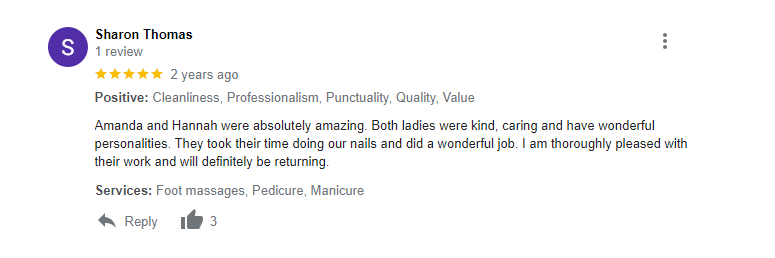 S
Sharon Thomas
1 review
2 years ago
Positive: Cleanliness, Professionalism, Punctuality, Quality, Value
Amanda and Hannah were absolutely amazing. Both ladies were kind, caring and have wonderful
personalities. They took their time doing our nails and did a wonderful job. I am thoroughly pleased with
their work and will definitely be returning.
Services: Foot massages, Pedicure, Manicure
Reply 3